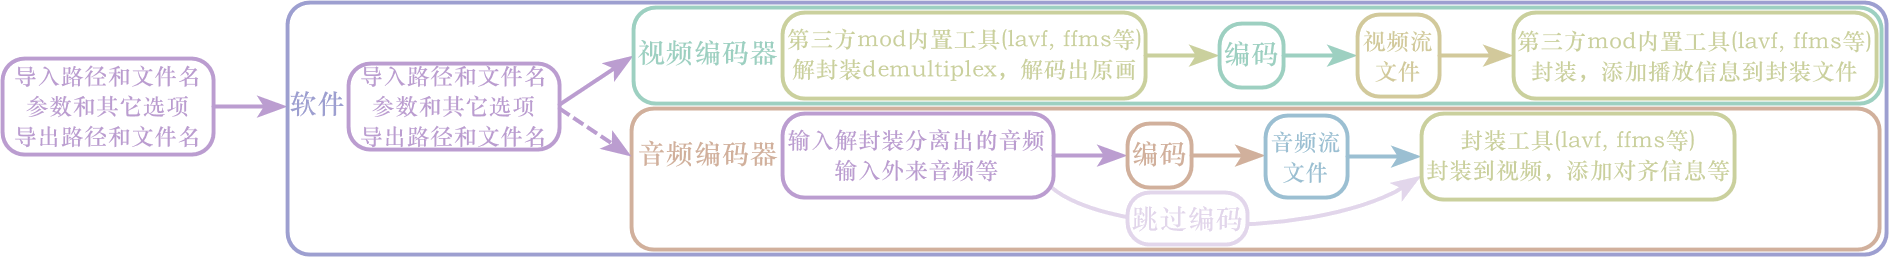 导入路径和文件名
参数和其它选项
导出路径和文件名
软件
导入路径和文件名
参数和其它选项
导出路径和文件名
视频编码器
第三方mod内置工具(lavf, ffms等)
解封装demultiplex，解码出原画
编码
视频流
文件
第三方mod内置工具(lavf, ffms等)
封装，添加播放信息到封装文件
音频编码器
输入解封装分离出的音频
输入外来音频等
编码
音频流
文件
封装工具(lavf, ffms等)
封装到视频，添加对齐信息等
跳过编码